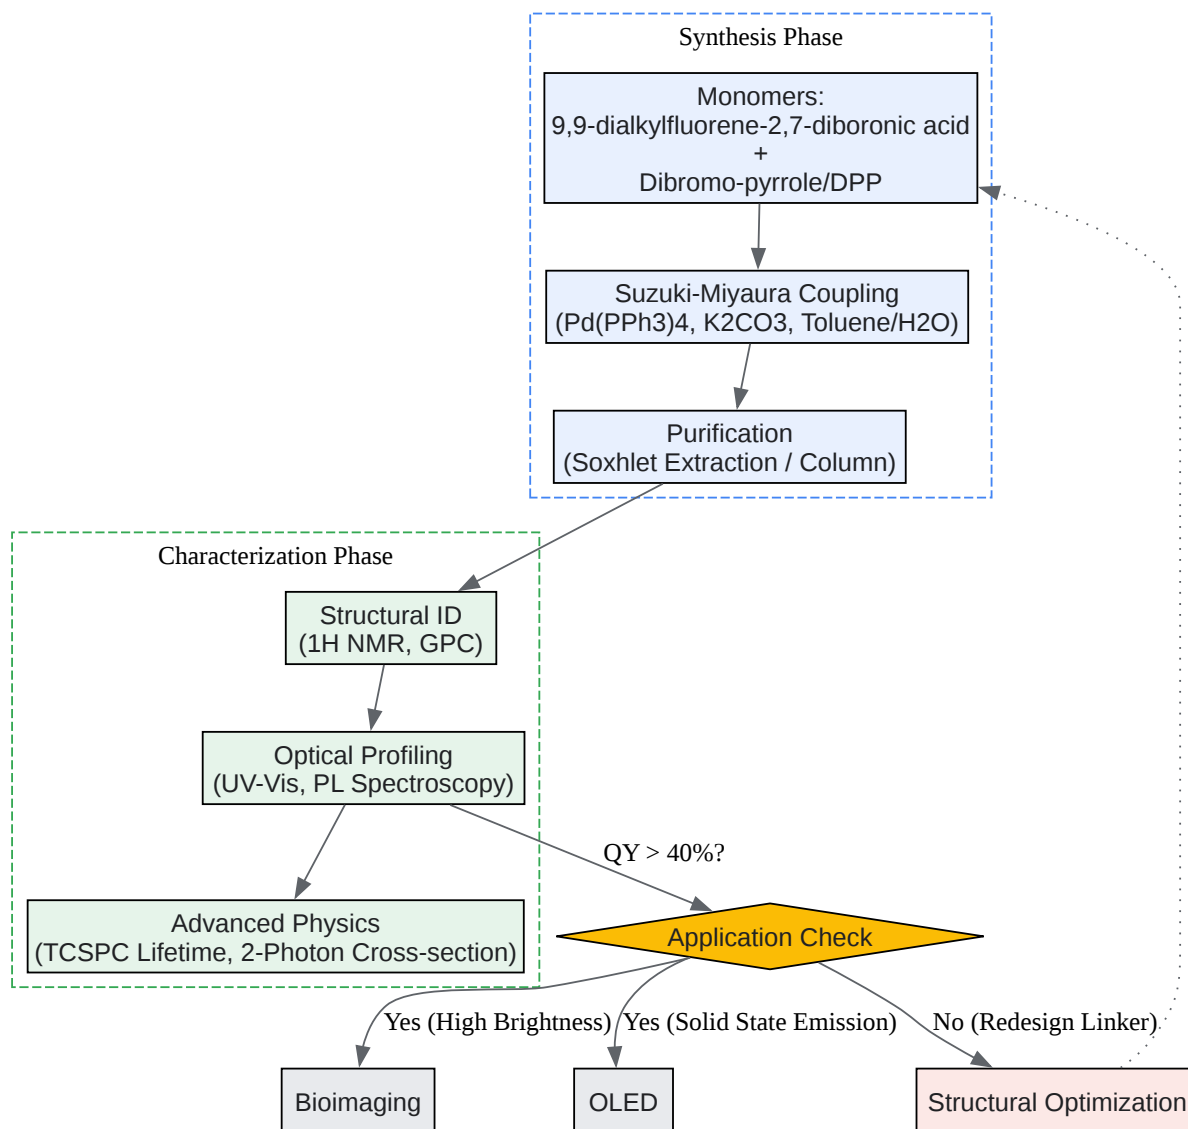 Synthesis Phase
Monomers:
9,9-dialkylfluorene-2,7-diboronic acid
+
Dibromo-pyrrole/DPP
Suzuki-Miyaura Coupling
(Pd(PPh3)4, K2CO3, Toluene/H2O)
Purification
(Soxhlet Extraction / Column)
Characterization Phase
Structural ID
(1H NMR, GPC)
Optical Profiling
(UV-Vis, PL Spectroscopy)
QY > 40%?
Advanced Physics
(TCSPC Lifetime, 2-Photon Cross-section)
Application Check
Yes (High Brightness)
Yes (Solid State Emission)
No (Redesign Linker)
Bioimaging
OLED
Structural Optimization